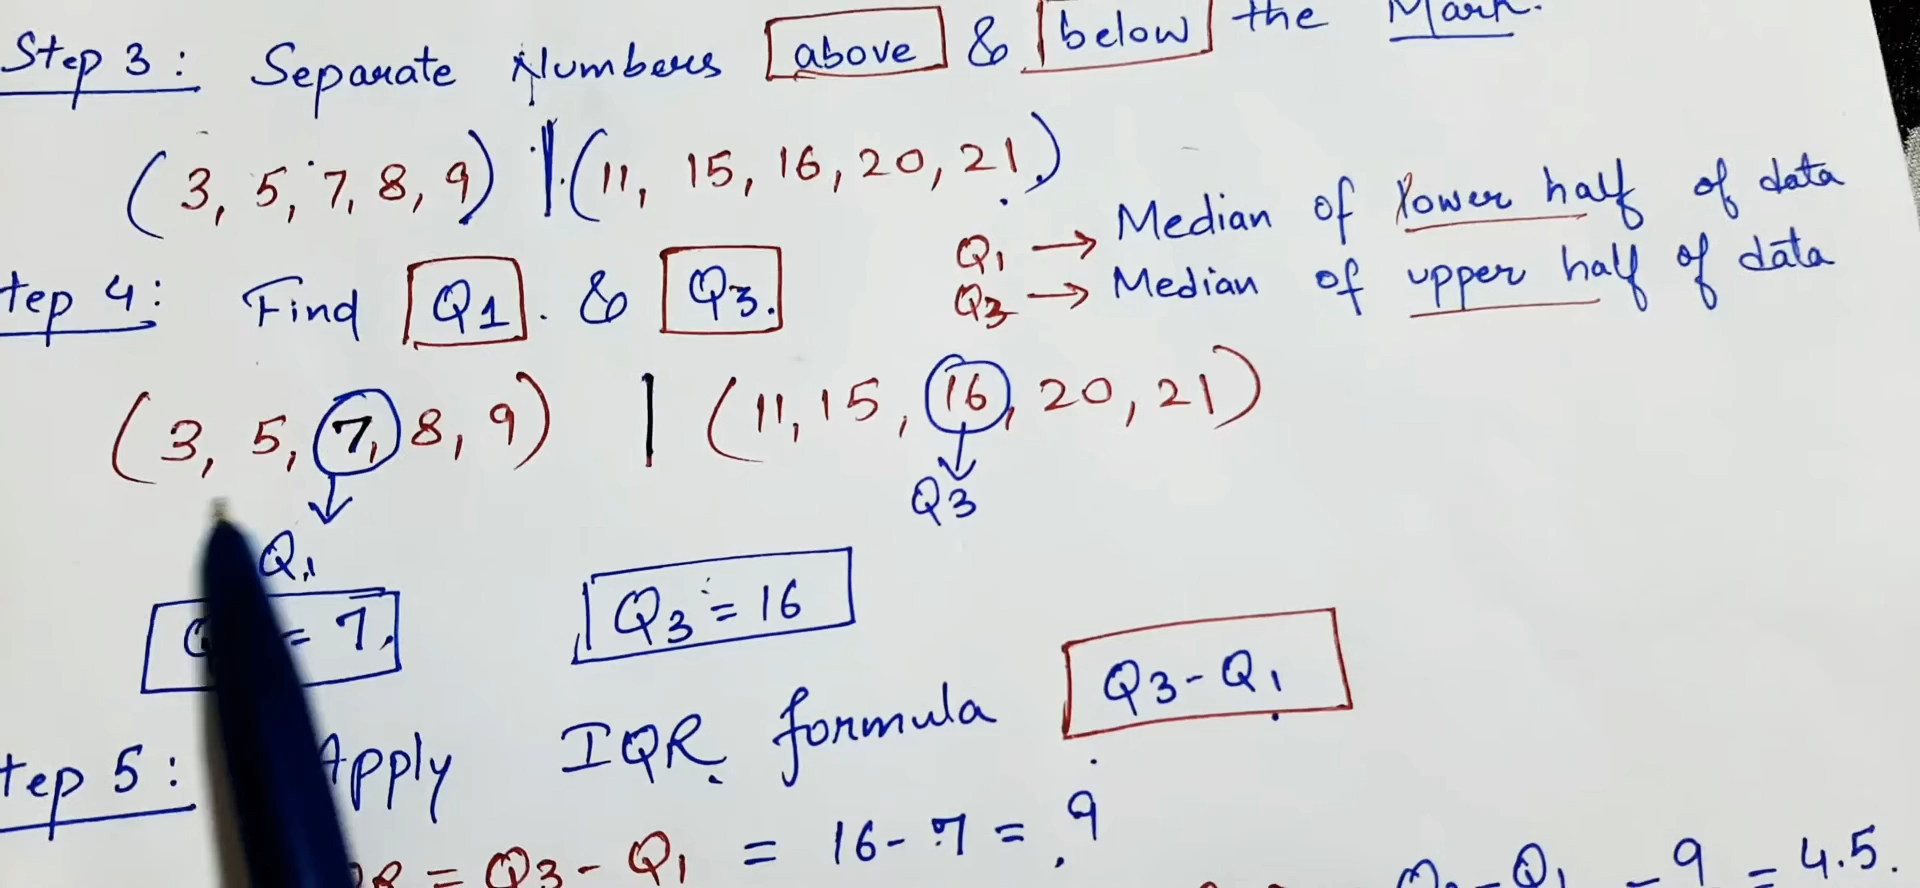 Step 3: Separate Numbers above & below the Mark.
(3, 5, 7, 8, 9) | (11, 15, 16, 20, 21)
Q1 → Median of lower half of data
tep 4: Find Q1 & Q3.
Q3 → Median of upper half of data
(3, 5, 7, 8, 9) | (11, 15, 16, 20, 21)
Q1
Q3
= 7
Q3 = 16
tep 5: Apply IQR formula Q3 - Q1
= Q3 - Q1 = 16 - 7 = 9
- Q1 - 9 = 4.5.